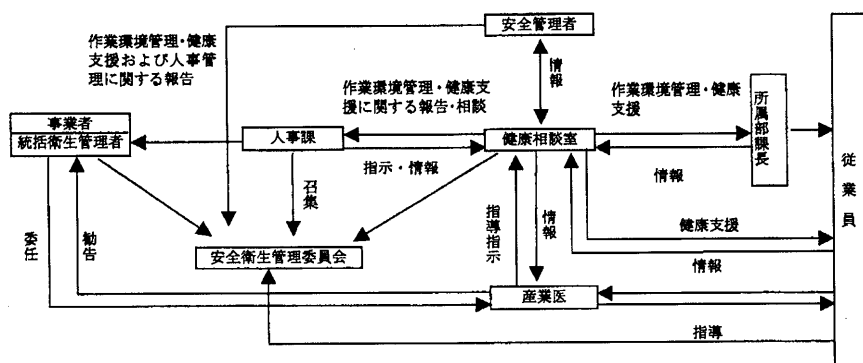 安全管理者
作業環境管理・健康
支援および人事管
理に関する報告
情報
作業環境管理・健康支
援に関する報告・相談
作業環境管理・健康
支援
所属部課長
事業者
統括衛生管理者
人事課
健康相談室
指示・情報
情報
召集
従業員
委任
勧告
指導指示
情報
健康支援
安全衛生管理委員会
情報
産業医
指導